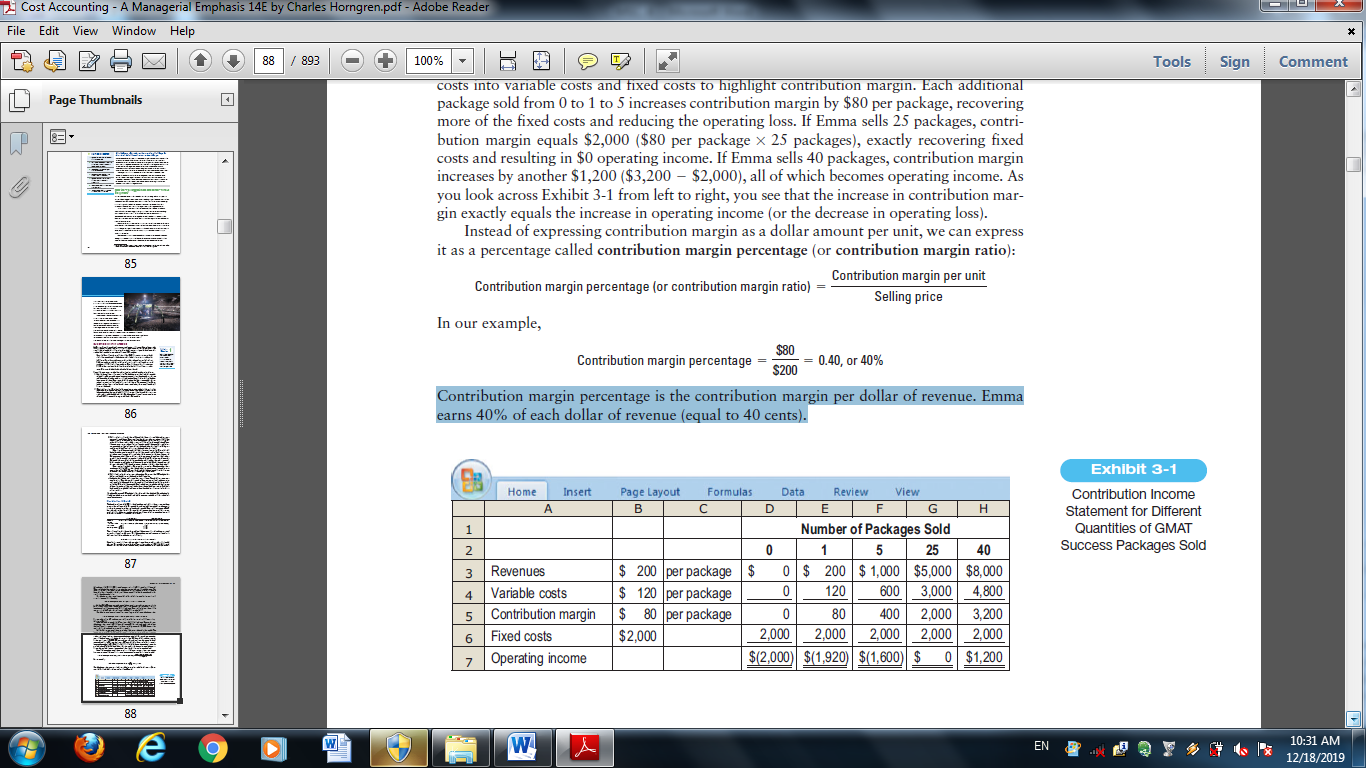 Cost Accounting - A Managerial Emphasis 14E by Charles Horngren.pdf - Adobe Reader
File Edit View Window Help
88 / 893 100% Tools Sign Comment
Page Thumbnails
85
86
87
88
costs into variable costs and fixed costs to highlight contribution margin. Each additional
package sold from 0 to 1 to 5 increases contribution margin by $80 per package, recovering
more of the fixed costs and reducing the operating loss. If Emma sells 25 packages, contri-
bution margin equals $2,000 ($80 per package × 25 packages), exactly recovering fixed
costs and resulting in $0 operating income. If Emma sells 40 packages, contribution margin
increases by another $1,200 ($3,200 – $2,000), all of which becomes operating income. As
you look across Exhibit 3-1 from left to right, you see that the increase in contribution mar-
gin exactly equals the increase in operating income (or the decrease in operating loss).
Instead of expressing contribution margin as a dollar amount per unit, we can express
it as a percentage called contribution margin percentage (or contribution margin ratio):
Contribution margin percentage (or contribution margin ratio) = Contribution margin per unit
Selling price
In our example,
Contribution margin percentage = $80 = 0.40, or 40%
$200
Contribution margin percentage is the contribution margin per dollar of revenue. Emma
earns 40% of each dollar of revenue (equal to 40 cents).
Exhibit 3-1
Contribution Income
Statement for Different
Quantities of GMAT
Success Packages Sold
Home Insert Page Layout Formulas Data Review View
A B C D E F G H
1 Number of Packages Sold
2 0 1 5 25 40
3 Revenues $ 200 per package $ 0 $ 200 $ 1,000 $5,000 $8,000
4 Variable costs $ 120 per package 0 120 600 3,000 4,800
5 Contribution margin $ 80 per package 0 80 400 2,000 3,200
6 Fixed costs $2,000 2,000 2,000 2,000 2,000 2,000
7 Operating income $(2,000) $(1,920) $(1,600) $ 0 $1,200
EN
10:31 AM
12/18/2019